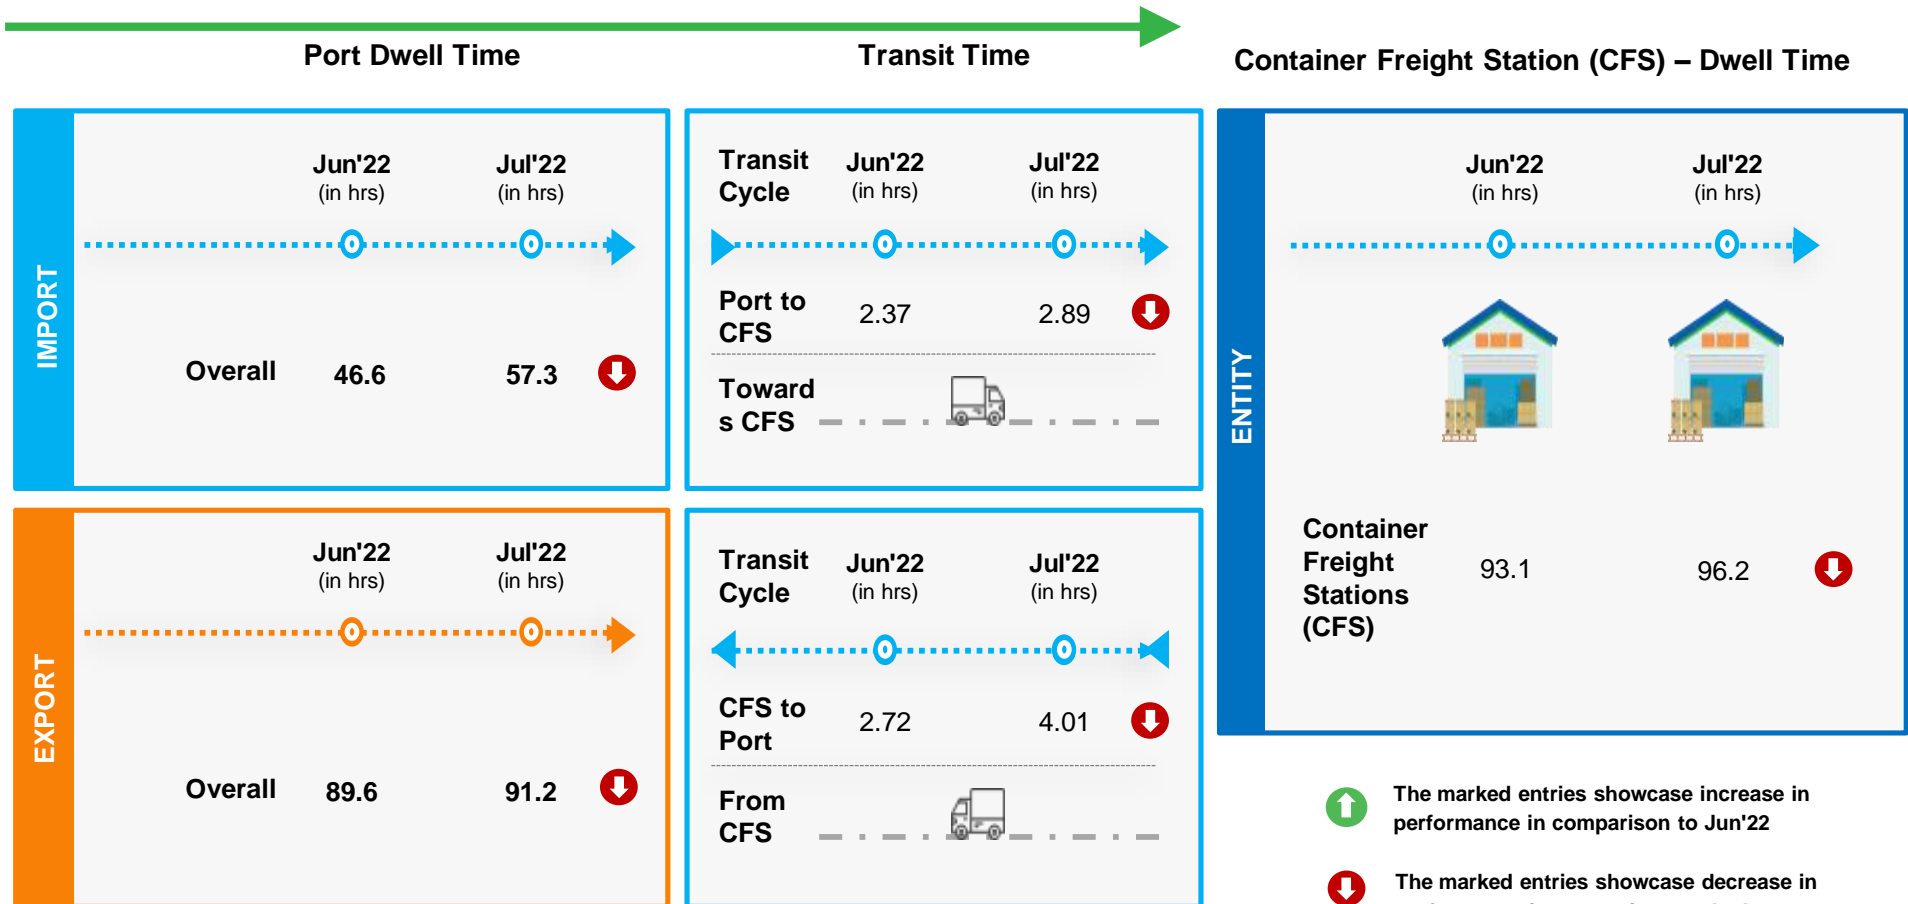 Port Dwell Time
Transit Time
Container Freight Station (CFS) – Dwell Time
IMPORT
Jun'22
(in hrs)
Jul'22
(in hrs)
Overall 46.6 57.3
Transit
Cycle
Jun'22
(in hrs)
Jul'22
(in hrs)
Port to
CFS
2.37 2.89
Toward
s CFS
ENTITY
Jun'22
(in hrs)
Jul'22
(in hrs)
Container
Freight
Stations
(CFS)
93.1 96.2
EXPORT
Jun'22
(in hrs)
Jul'22
(in hrs)
Overall 89.6 91.2
Transit
Cycle
Jun'22
(in hrs)
Jul'22
(in hrs)
CFS to
Port
2.72 4.01
From
CFS
The marked entries showcase increase in
performance in comparison to Jun'22
The marked entries showcase decrease in